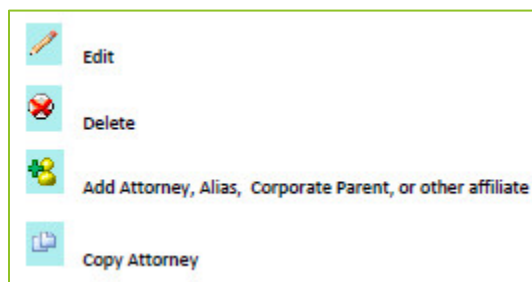 Edit
Delete
Add Attorney, Alias, Corporate Parent, or other affiliate
Copy Attorney